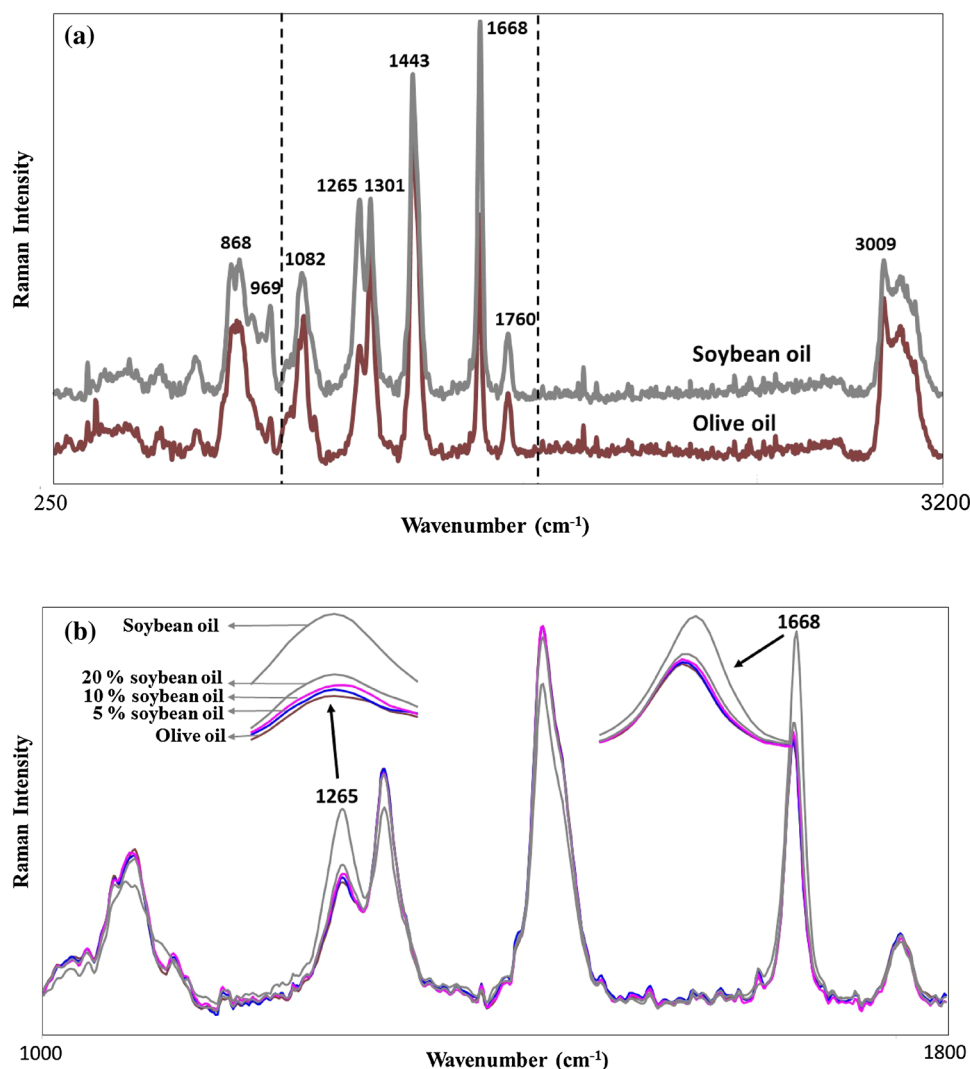 (a)
1668
1443
1265 1301
868
1082
969
3009
1760
Soybean oil
Olive oil
Raman Intensity
250
3200
Wavenumber (cm-1)
(b)
Soybean oil
1668
20 % soybean oil
10 % soybean oil
5 % soybean oil
Olive oil
1265
Raman Intensity
1000
1800
Wavenumber (cm-1)